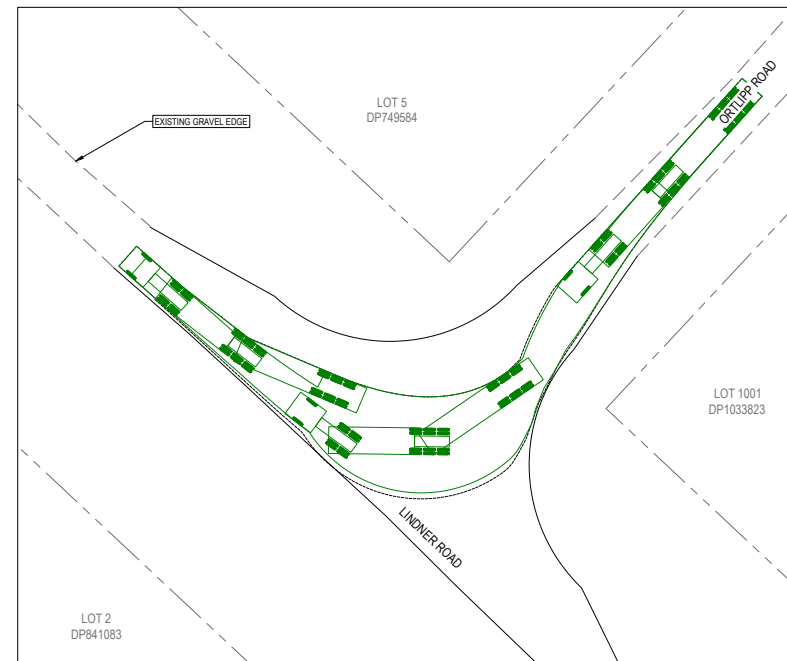 LOT 5
DP749584
ORTLIPP ROAD
EXISTING GRAVEL EDGE
LOT 1001
DP1033823
LINDNER ROAD
LOT 2
DP841083